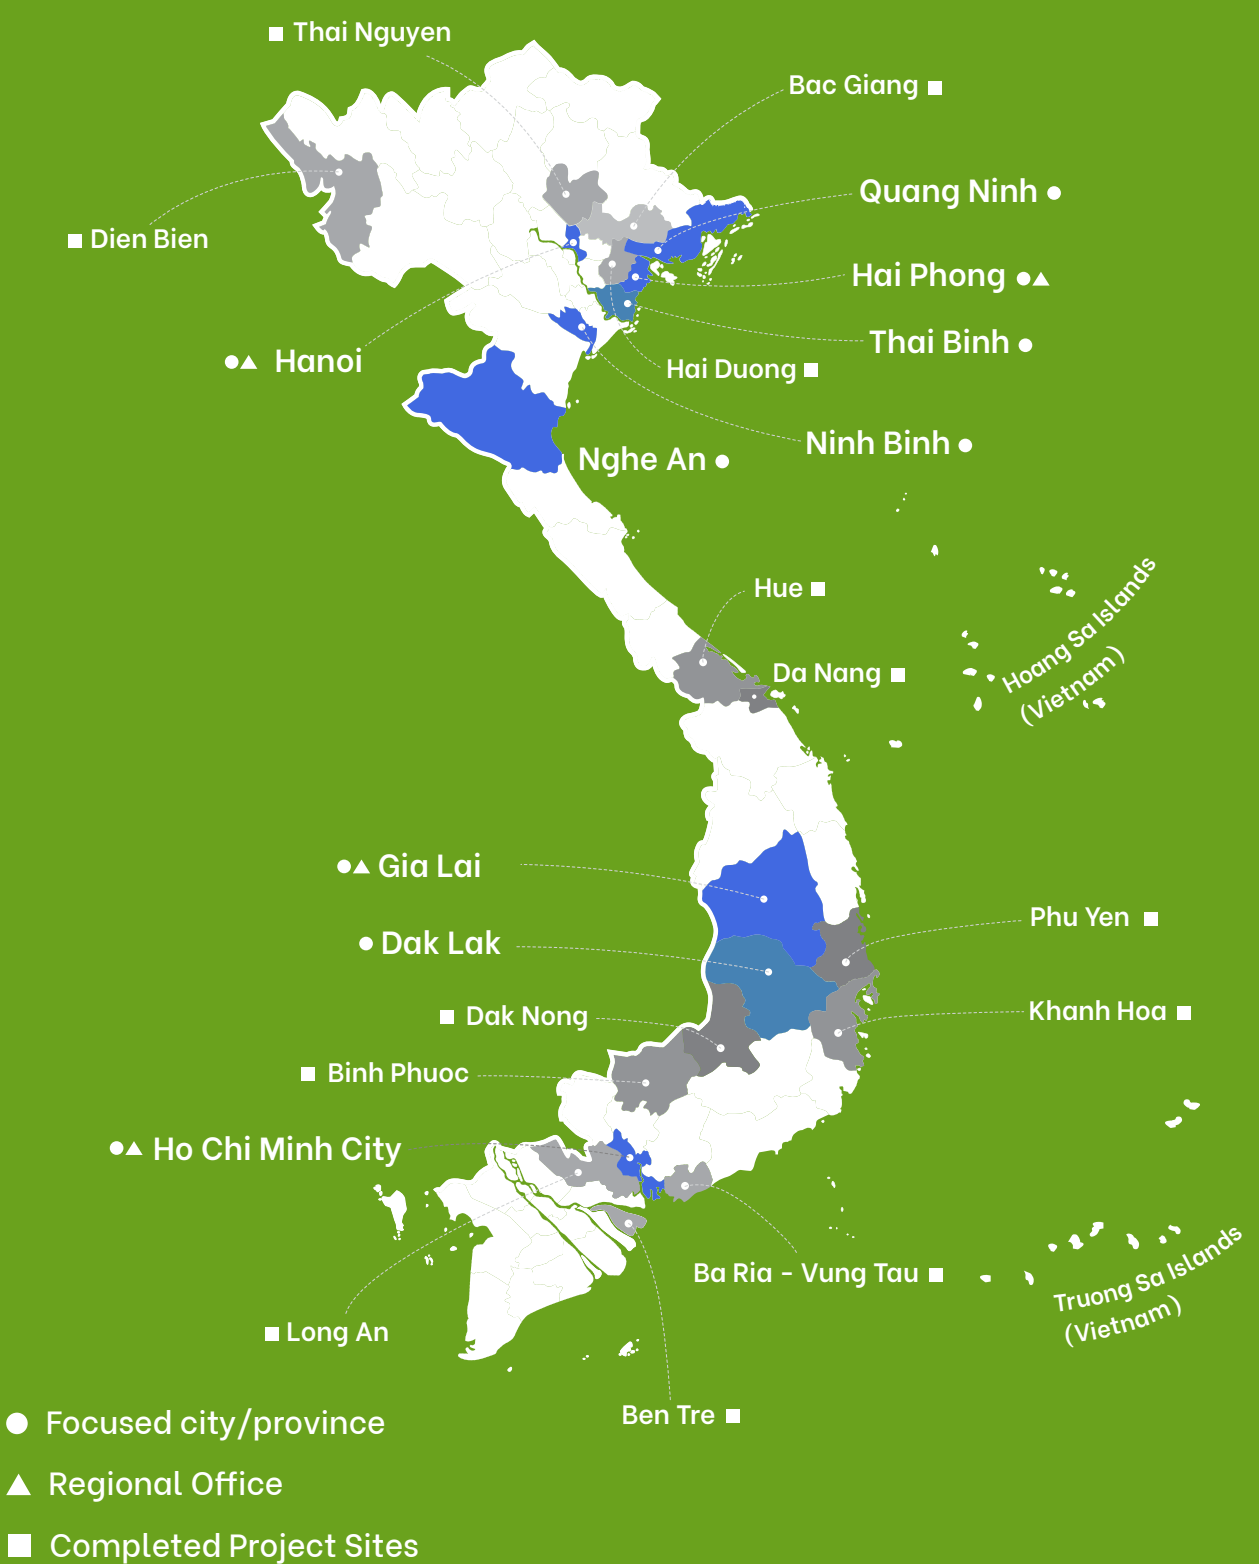 Thai Nguyen
Bac Giang
Quang Ninh
Dien Bien
Hai Phong
Thai Binh
Hanoi
Hai Duong
Ninh Binh
Nghe An
Hue
Hoang Sa Islands
(Vietnam)
Da Nang
Gia Lai
Phu Yen
Dak Lak
Khanh Hoa
Dak Nong
Binh Phuoc
Ho Chi Minh City
Ba Ria - Vung Tau
Truong Sa Islands
(Vietnam)
Long An
Ben Tre
Focused city/province
Regional Office
Completed Project Sites